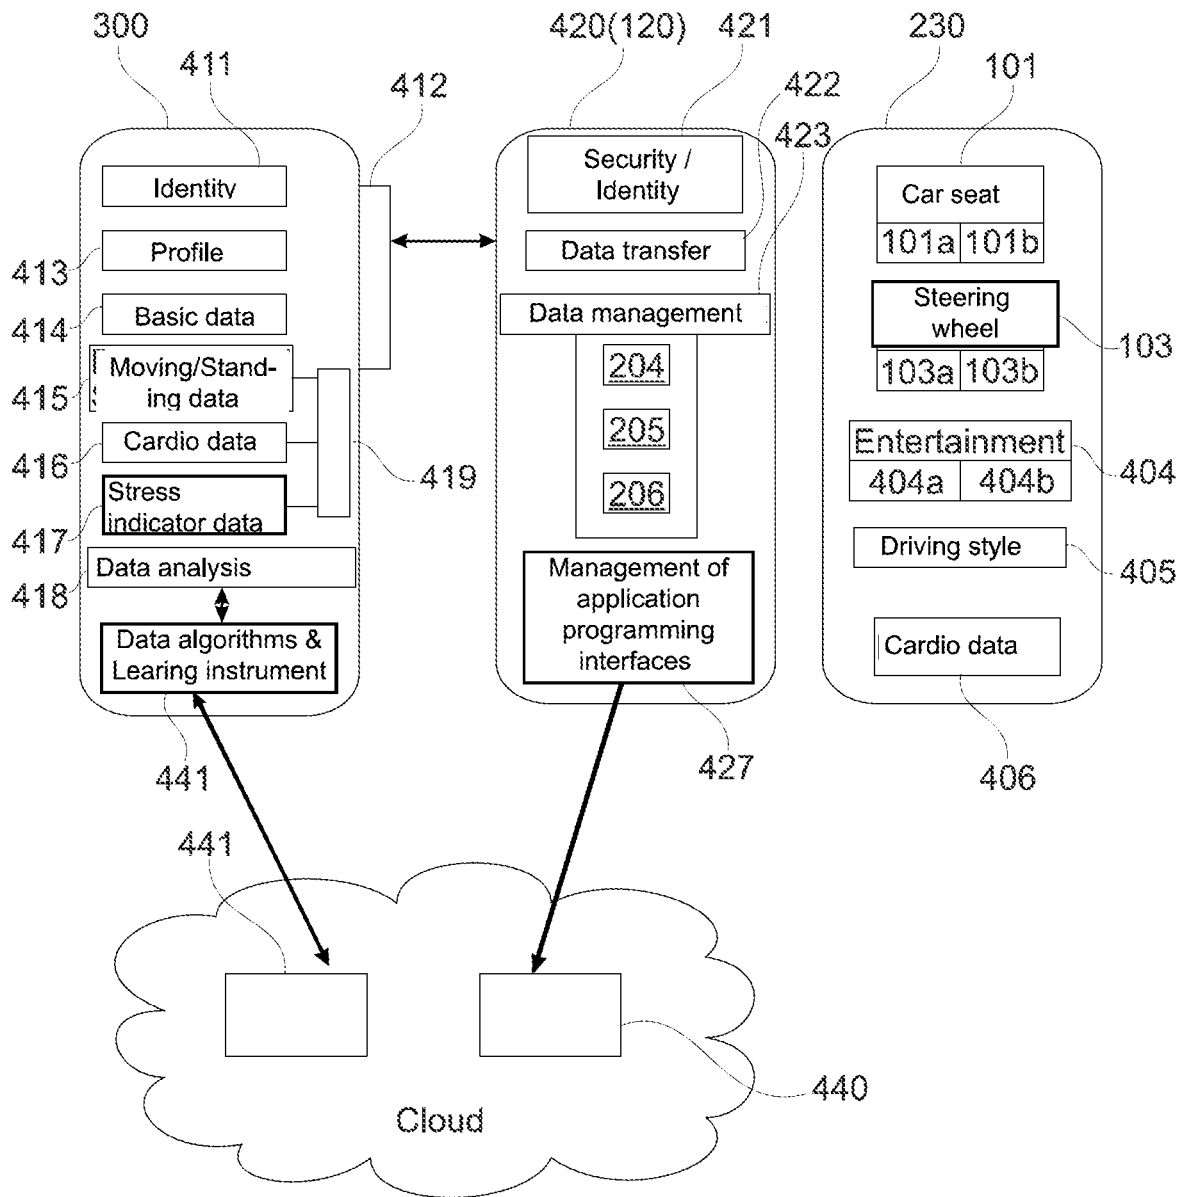 300
411
412
Identity
Profile
413
Basic data
414
Moving/Stand-
ing data
415
Cardio data
416
419
Stress
indicator data
417
Data analysis
418
Data algorithms &
Learing instrument
441
420(120)
421
422
423
Security /
Identity
Data transfer
Data management
204
205
206
Management of
application
programming
interfaces
427
230
101
Car seat
101a 101b
Steering
wheel
103
103a 103b
Entertainment
404
404a 404b
Driving style
405
Cardio data
406
441
440
Cloud